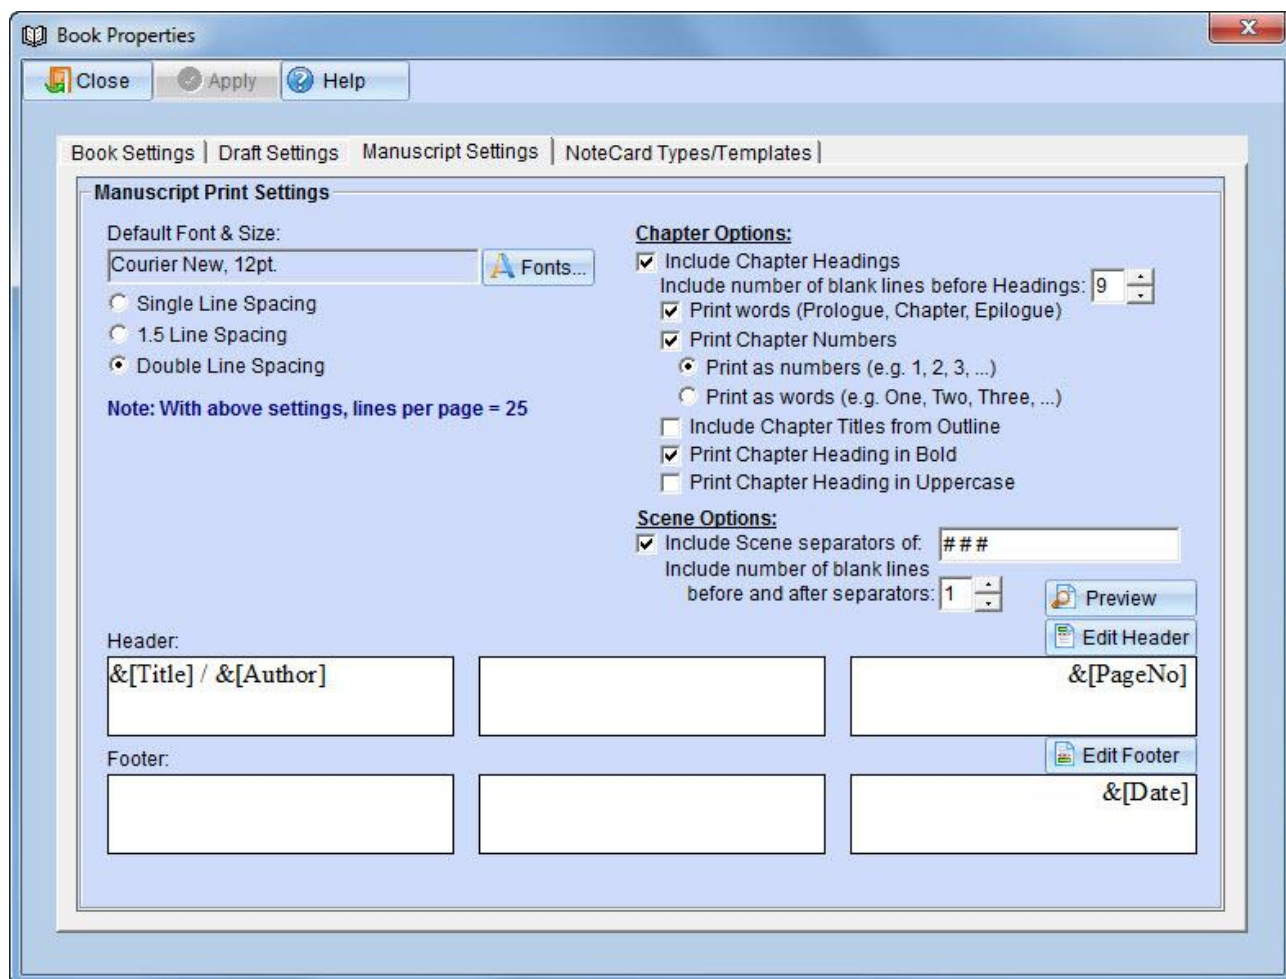 Book Properties
X
Close Apply Help
Book Settings Draft Settings Manuscript Settings NoteCard Types/Templates
Manuscript Print Settings
Default Font & Size:
Courier New, 12pt.
A Fonts...
Single Line Spacing
1.5 Line Spacing
Double Line Spacing
Note: With above settings, lines per page = 25
Chapter Options:
Include Chapter Headings
Include number of blank lines before Headings: 9
Print words (Prologue, Chapter, Epilogue)
Print Chapter Numbers
Print as numbers (e.g. 1, 2, 3, ...)
Print as words (e.g. One, Two, Three, ...)
Include Chapter Titles from Outline
Print Chapter Heading in Bold
Print Chapter Heading in Uppercase
Scene Options:
Include Scene separators of: # # #
Include number of blank lines
before and after separators: 1
Preview
Header:
Edit Header
&[Title] / &[Author]
&[PageNo]
Footer:
Edit Footer
&[Date]